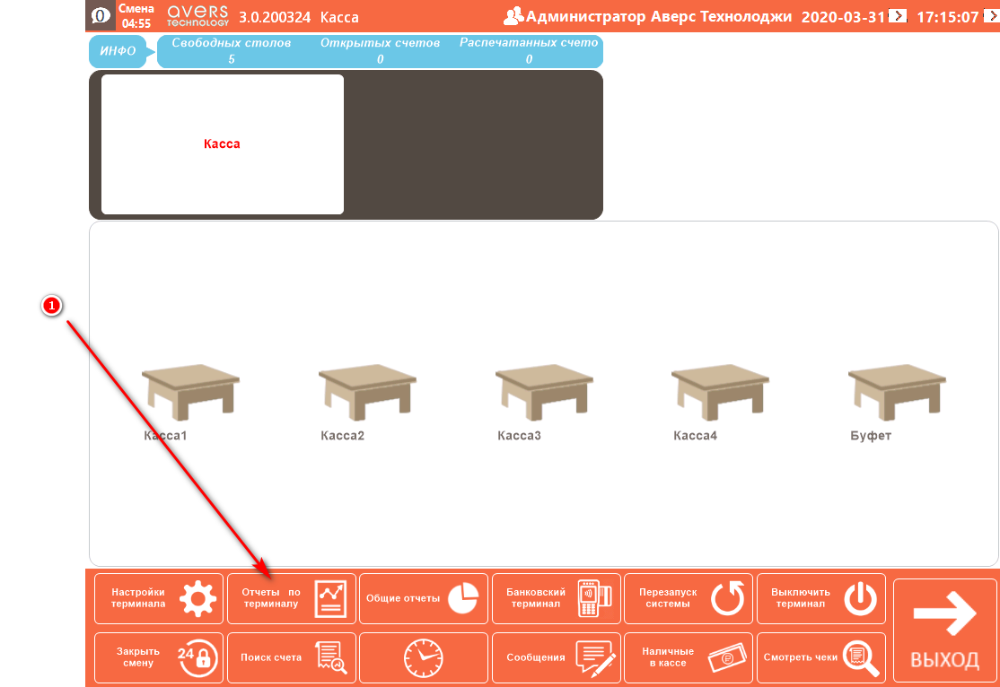 0
Смена
04:55
avers
TECHNOLOGY
3.0.200324 Касса
Администратор Аверс Технолоджи
2020-03-31
17:15:07
ИНФО
Свободных столов
5
Открытых счетов
0
Распечатанных счето
0
Касса
1
Касса1
Касса2
Касса3
Касса4
Буфет
Настройки
терминала
Отчеты по
терминалу
Общие отчеты
Банковский
терминал
Перезапуск
системы
Выключить
терминал
Закрыть
смену
24
Поиск счета
Сообщения
Наличные
в кассе
Смотреть чеки
ВЫХОД